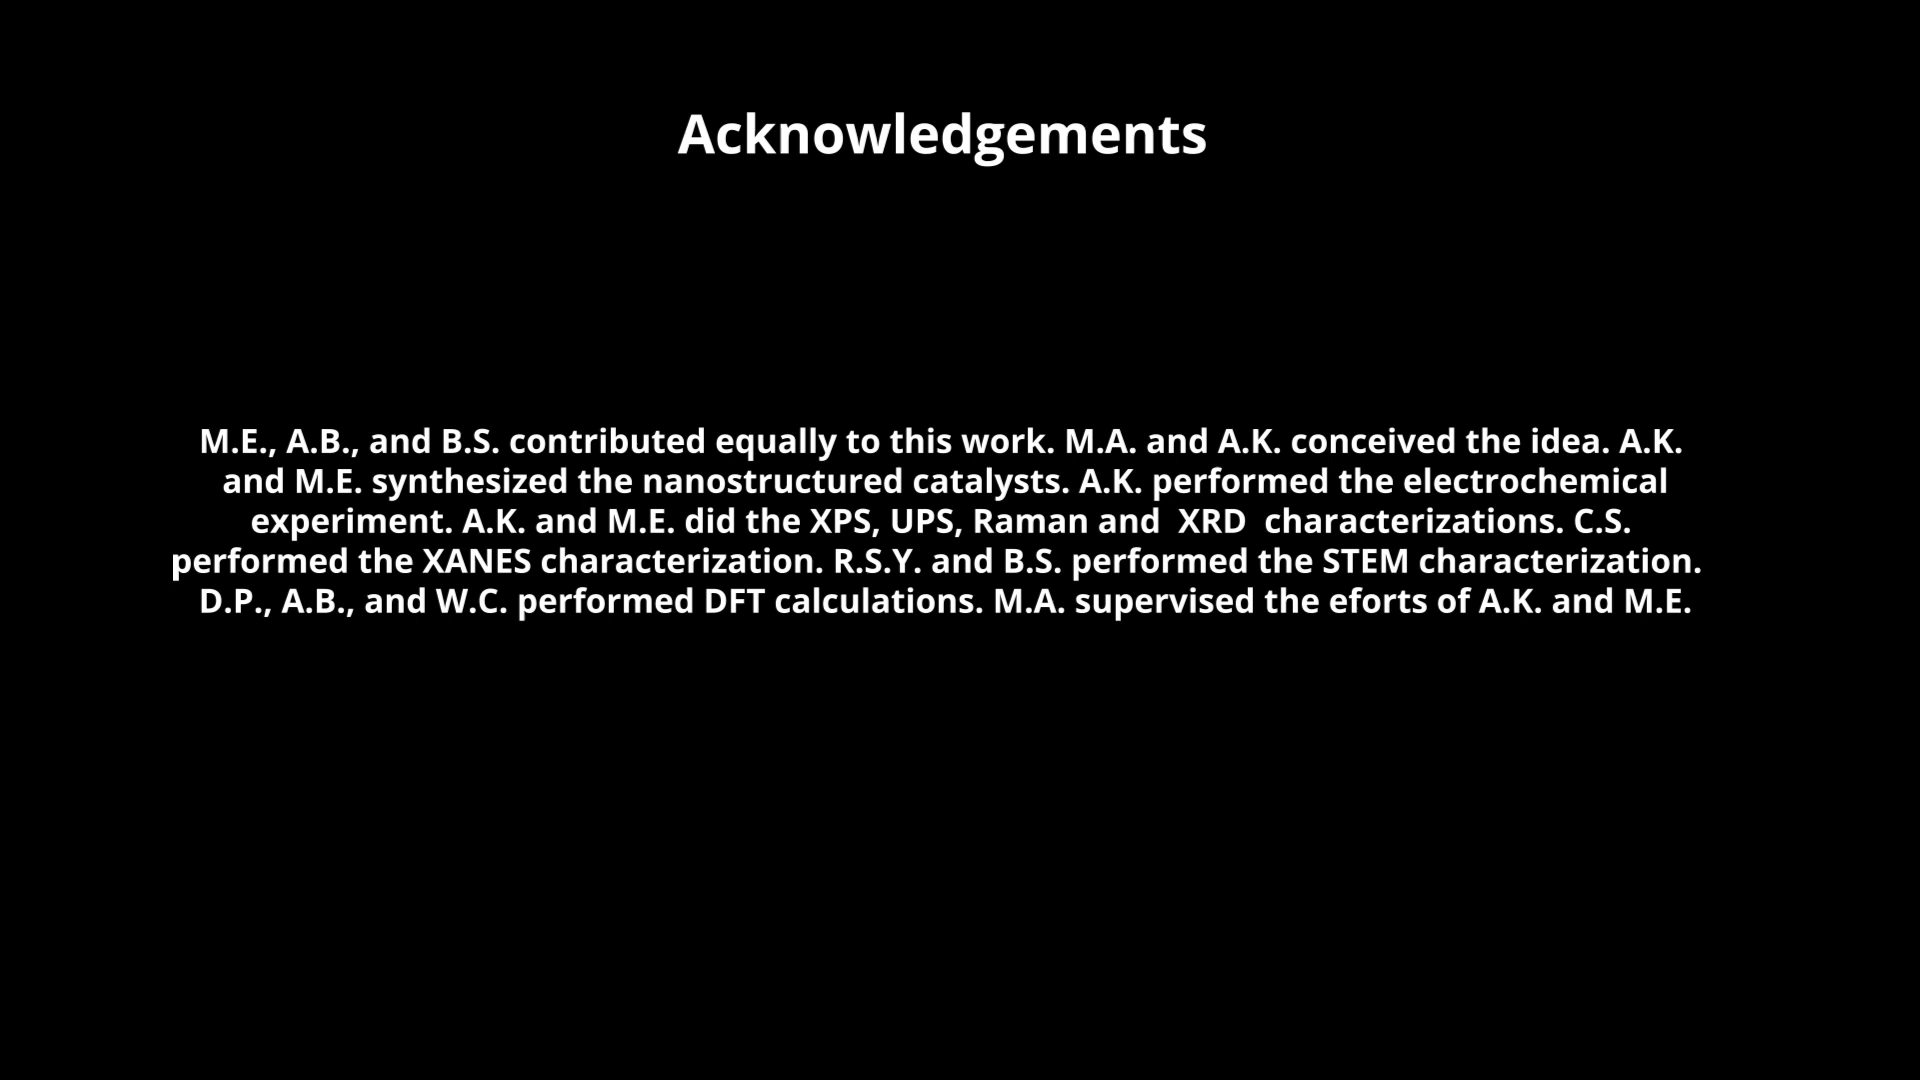 Acknowledgements
M.E., A.B., and B.S. contributed equally to this work. M.A. and A.K. conceived the idea. A.K.
and M.E. synthesized the nanostructured catalysts. A.K. performed the electrochemical
experiment. A.K. and M.E. did the XPS, UPS, Raman and  XRD  characterizations. C.S.
performed the XANES characterization. R.S.Y. and B.S. performed the STEM characterization.
D.P., A.B., and W.C. performed DFT calculations. M.A. supervised the eforts of A.K. and M.E.